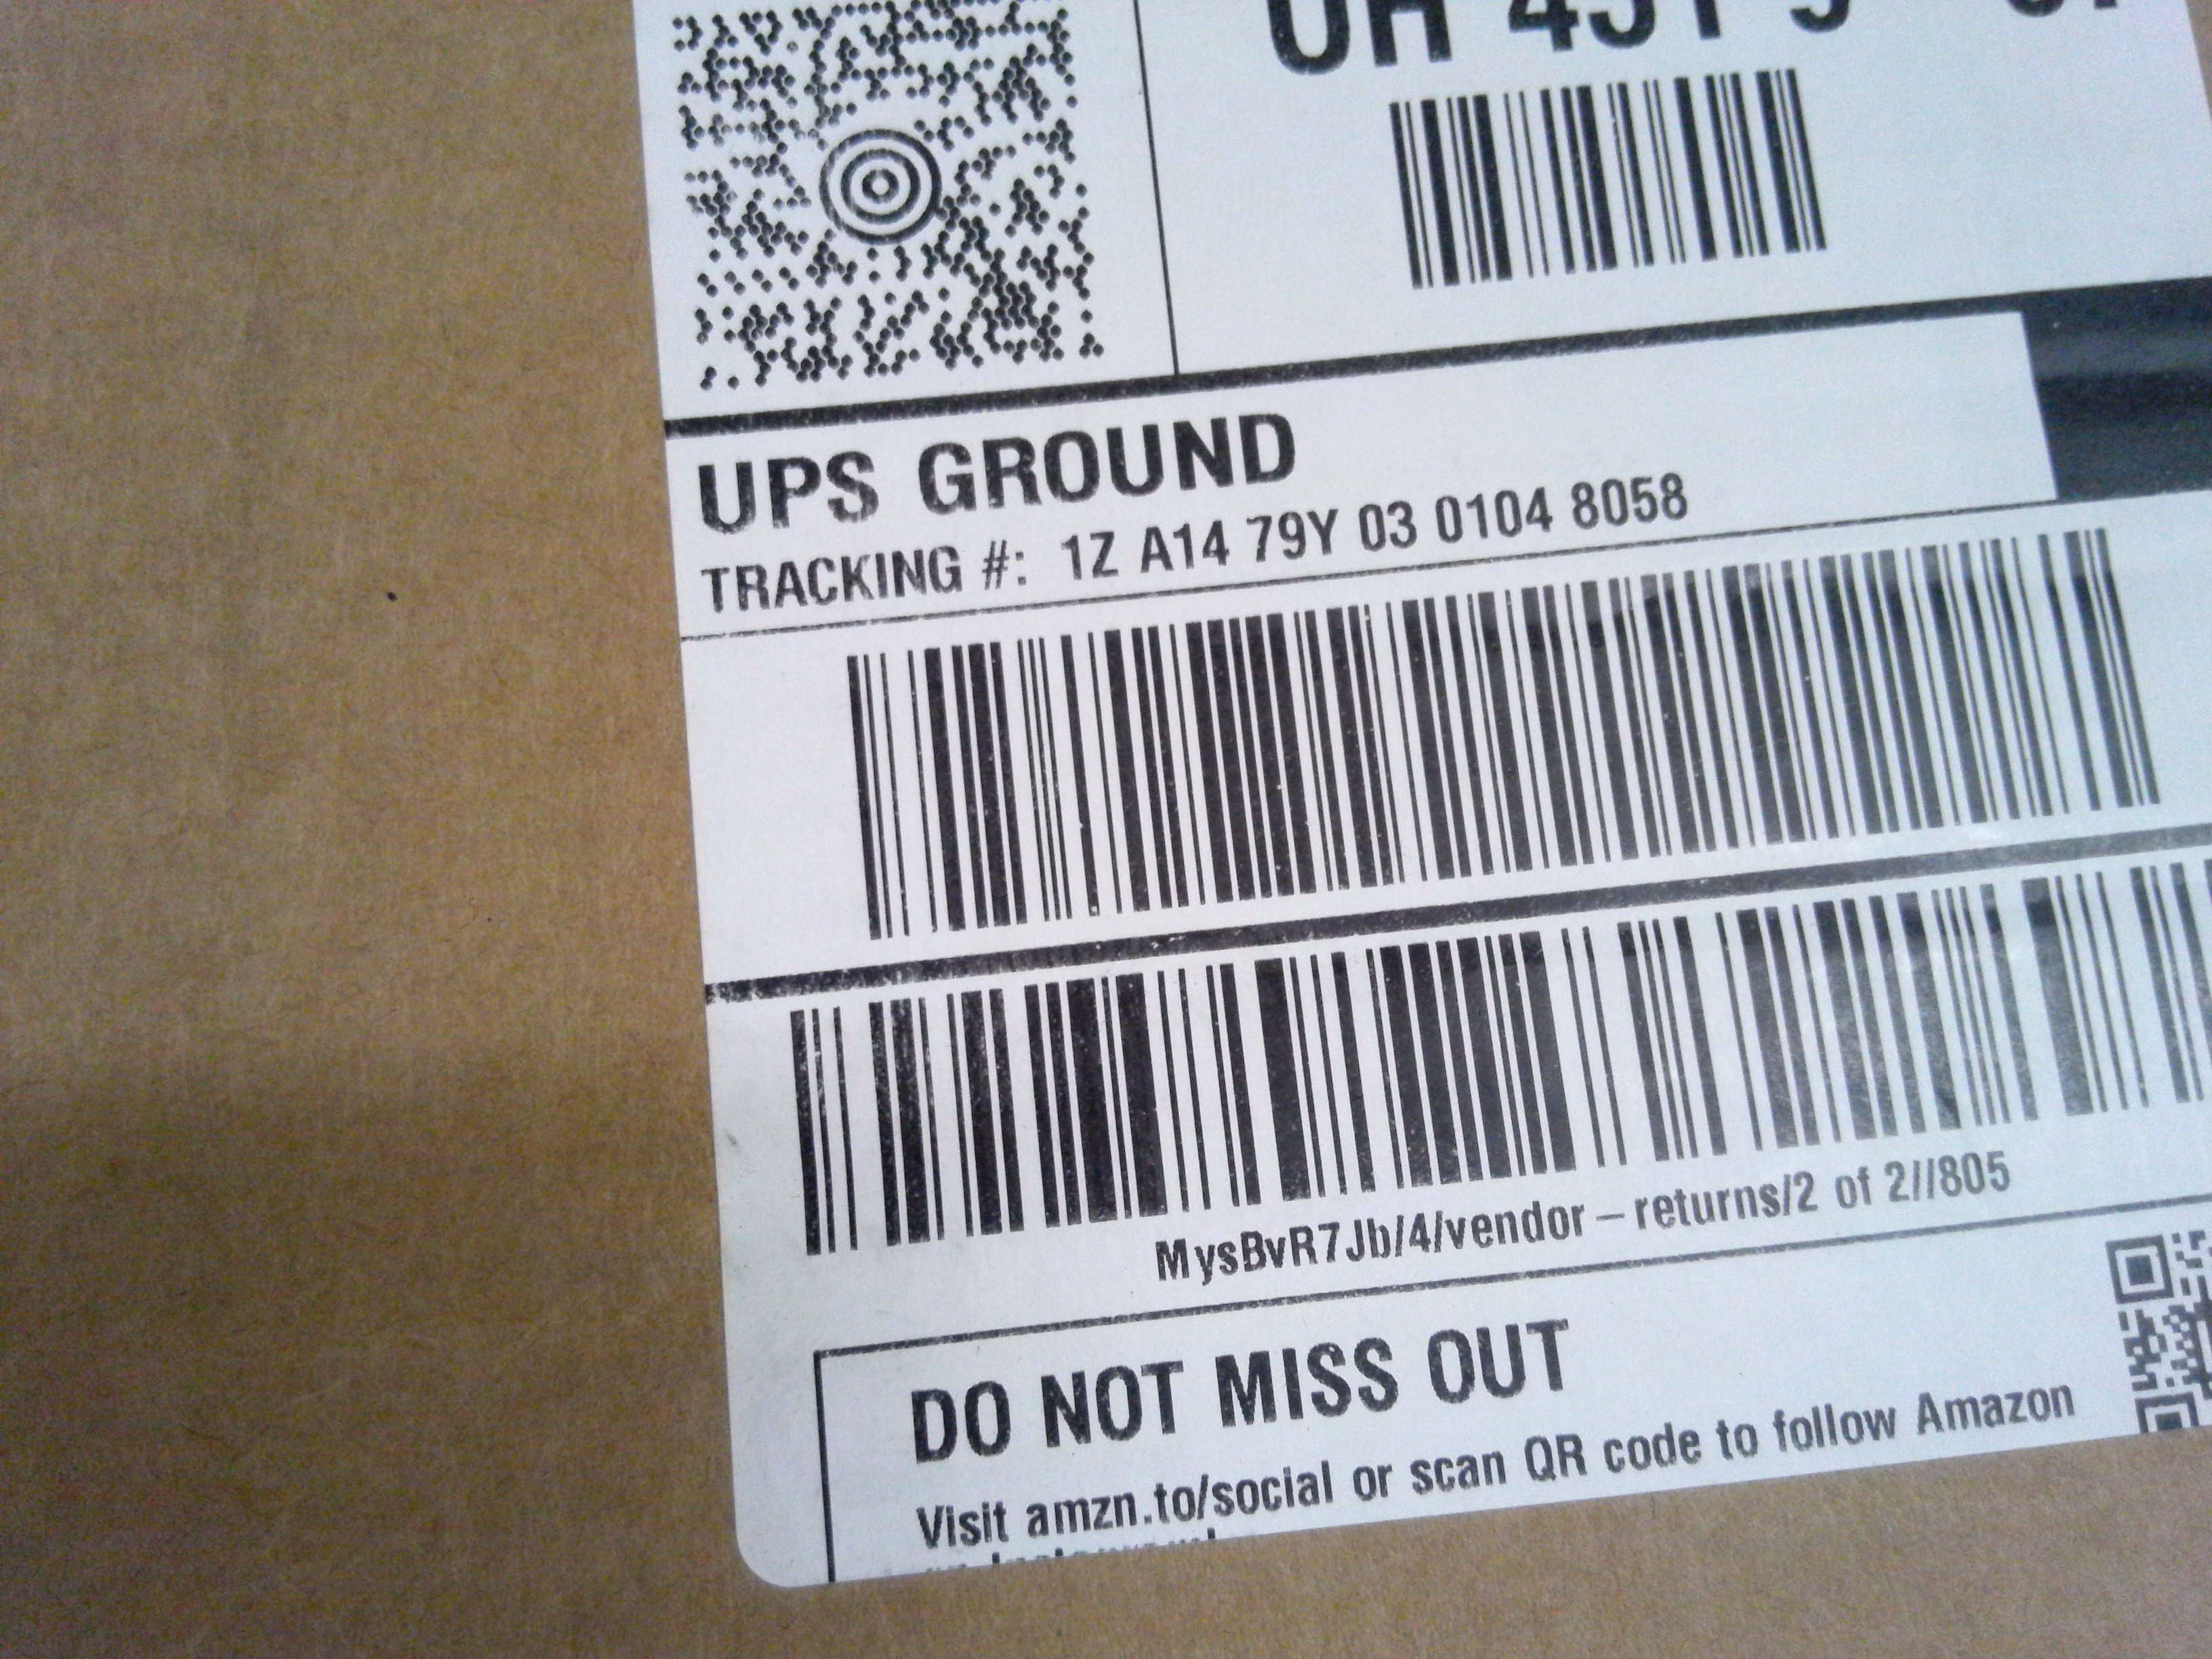 UPS GROUND
TRACKING #: 1Z A14 79Y 03 0104 8058
MysBvR7Jb/4/vendor-returns/2 of 2//805
DO NOT MISS OUT
Visit amzn.to/social or scan QR code to follow Amazon